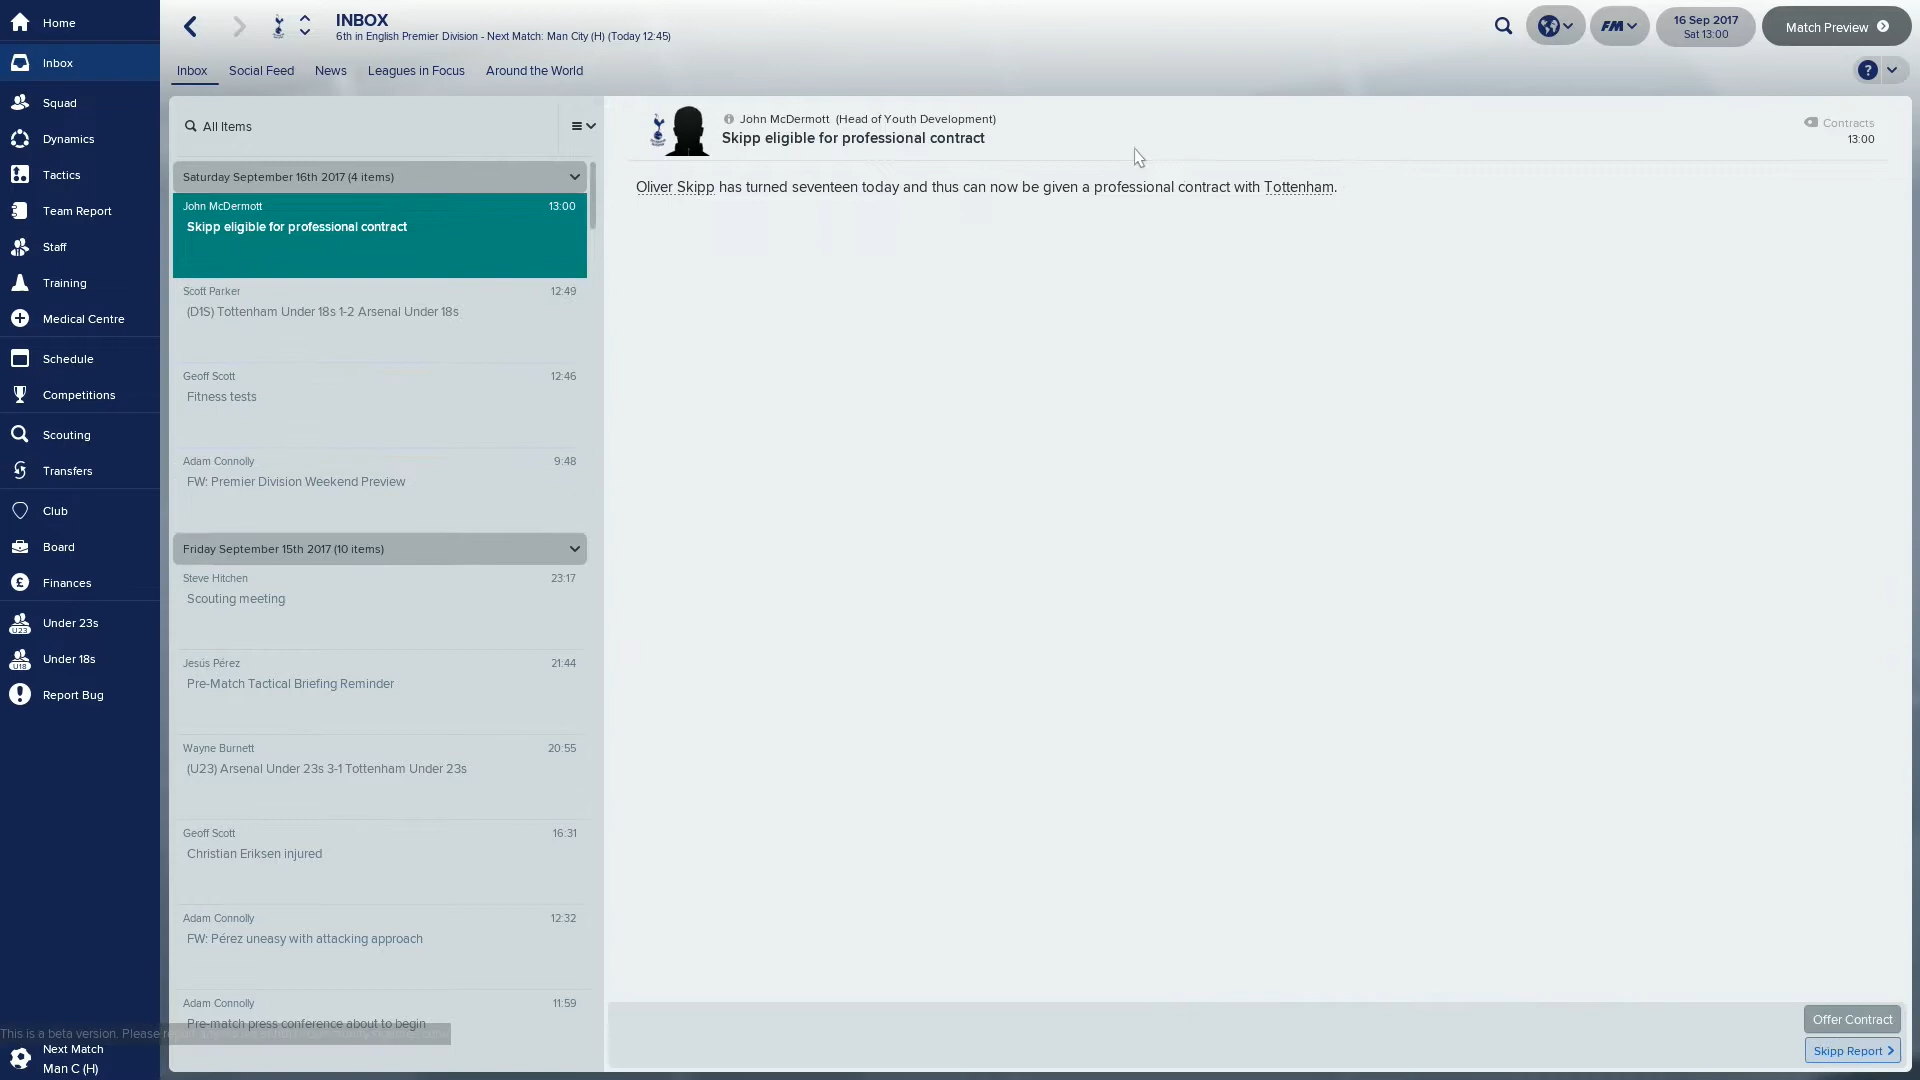 Home
Inbox
Squad
Dynamics
Tactics
Team Report
Staff
Training
Medical Centre
Schedule
Competitions
Scouting
Transfers
Club
Board
Finances
U23
Under 23s
U18
Under 18s
Report Bug
This is a beta version. Please re
Next Match
Man C (H)
INBOX
6th in English Premier Division - Next Match: Man City (H) (Today 12:45)
FM
16 Sep 2017
Sat 13:00
Match Preview
Inbox
Social Feed
News
Leagues in Focus
Around the World
?
All Items
Saturday September 16th 2017 (4 items)
John McDermott 13:00
Skipp eligible for professional contract
Scott Parker 12:49
(D1S) Tottenham Under 18s 1-2 Arsenal Under 18s
Geoff Scott 12:46
Fitness tests
Adam Connolly 9:48
FW: Premier Division Weekend Preview
Friday September 15th 2017 (10 items)
Steve Hitchen 23:17
Scouting meeting
Jesús Pérez 21:44
Pre-Match Tactical Briefing Reminder
Wayne Burnett 20:55
(U23) Arsenal Under 23s 3-1 Tottenham Under 23s
Geoff Scott 16:31
Christian Eriksen injured
Adam Connolly 12:32
FW: Pérez uneasy with attacking approach
Adam Connolly 11:59
Pre-match press conference about to begin
John McDermott (Head of Youth Development)
Skipp eligible for professional contract
Contracts
13:00
Oliver Skipp has turned seventeen today and thus can now be given a professional contract with Tottenham.
Offer Contract
Skipp Report